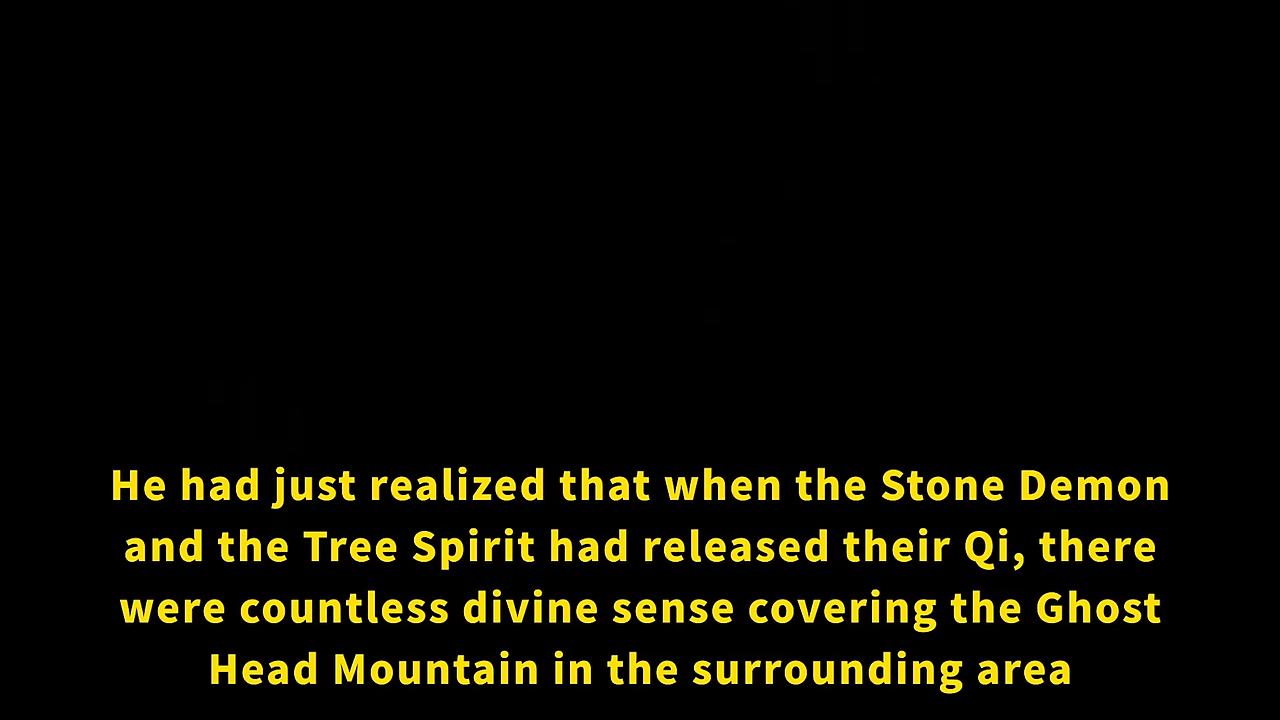 He had just realized that when the Stone Demon
and the Tree Spirit had released their Qi, there
were countless divine sense covering the Ghost
Head Mountain in the surrounding area